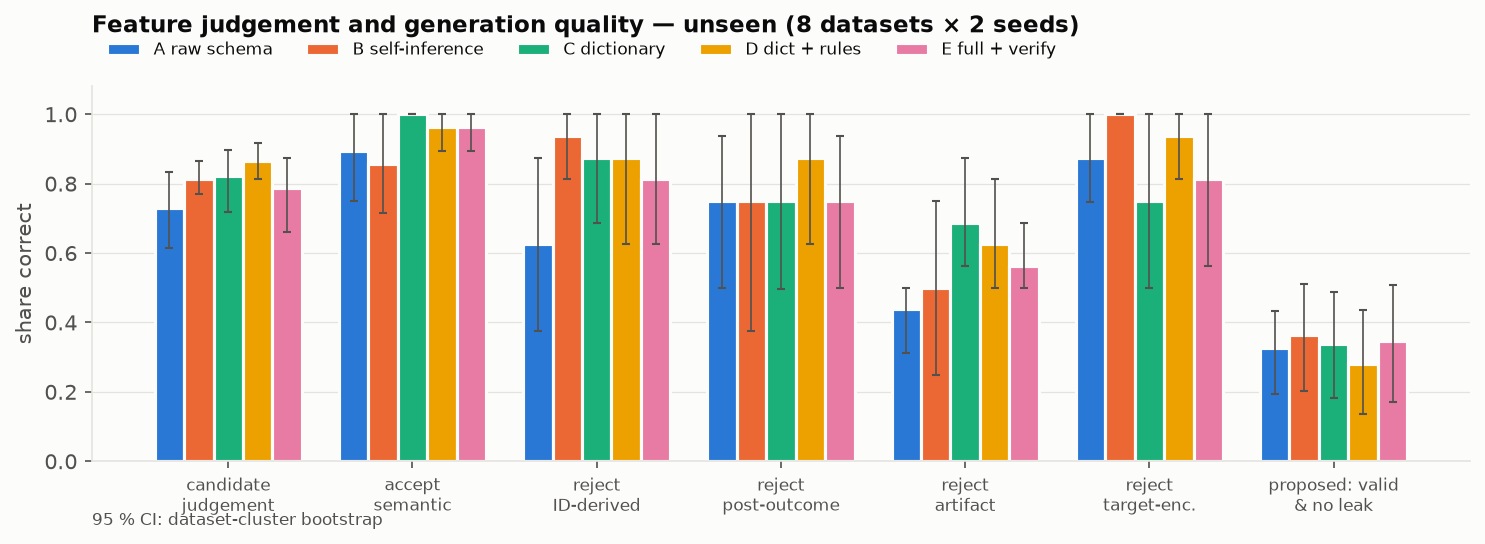 Feature judgement and generation quality — unseen (8 datasets × 2 seeds)
A raw schema B self-inference C dictionary D dict + rules E full + verify
share correct
1.0
0.8
0.6
0.4
0.2
0.0
candidate judgement
accept semantic
reject ID-derived
reject post-outcome
reject artifact
reject target-enc.
proposed: valid & no leak
95 % CI: dataset-cluster bootstrap